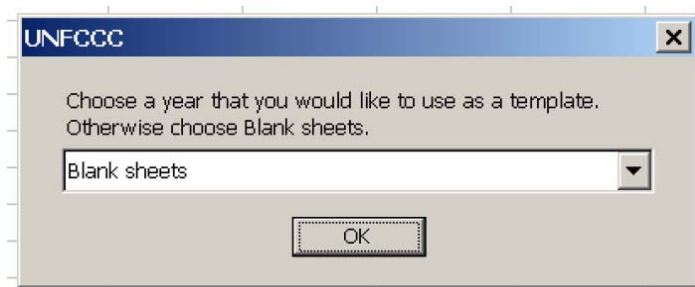 UNFCCC
Choose a year that you would like to use as a template.
Otherwise choose Blank sheets.
Blank sheets
OK